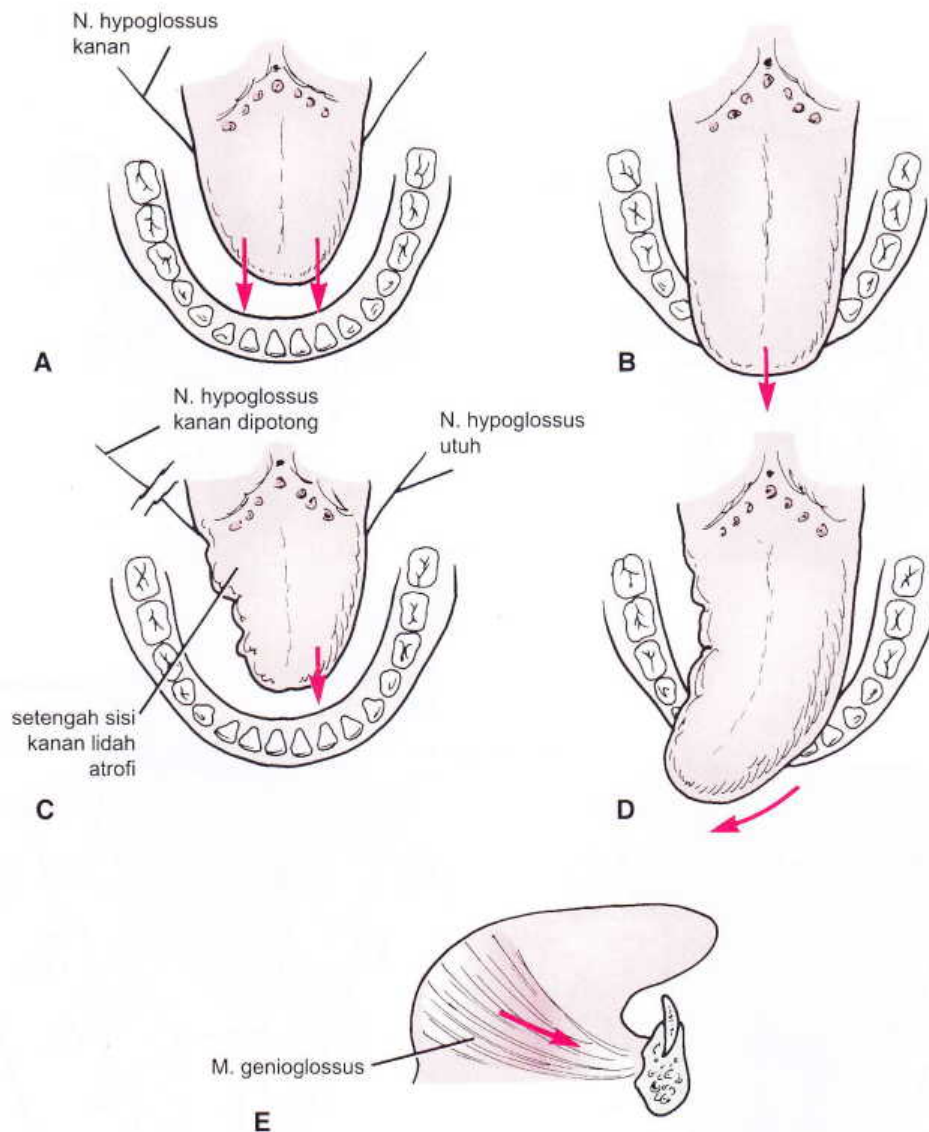 N. hypoglossus
kanan
A
B
N. hypoglossus
kanan dipotong
N. hypoglossus
utuh
setengah sisi
kanan lidah
atrofi
C
D
M. genioglossus
E